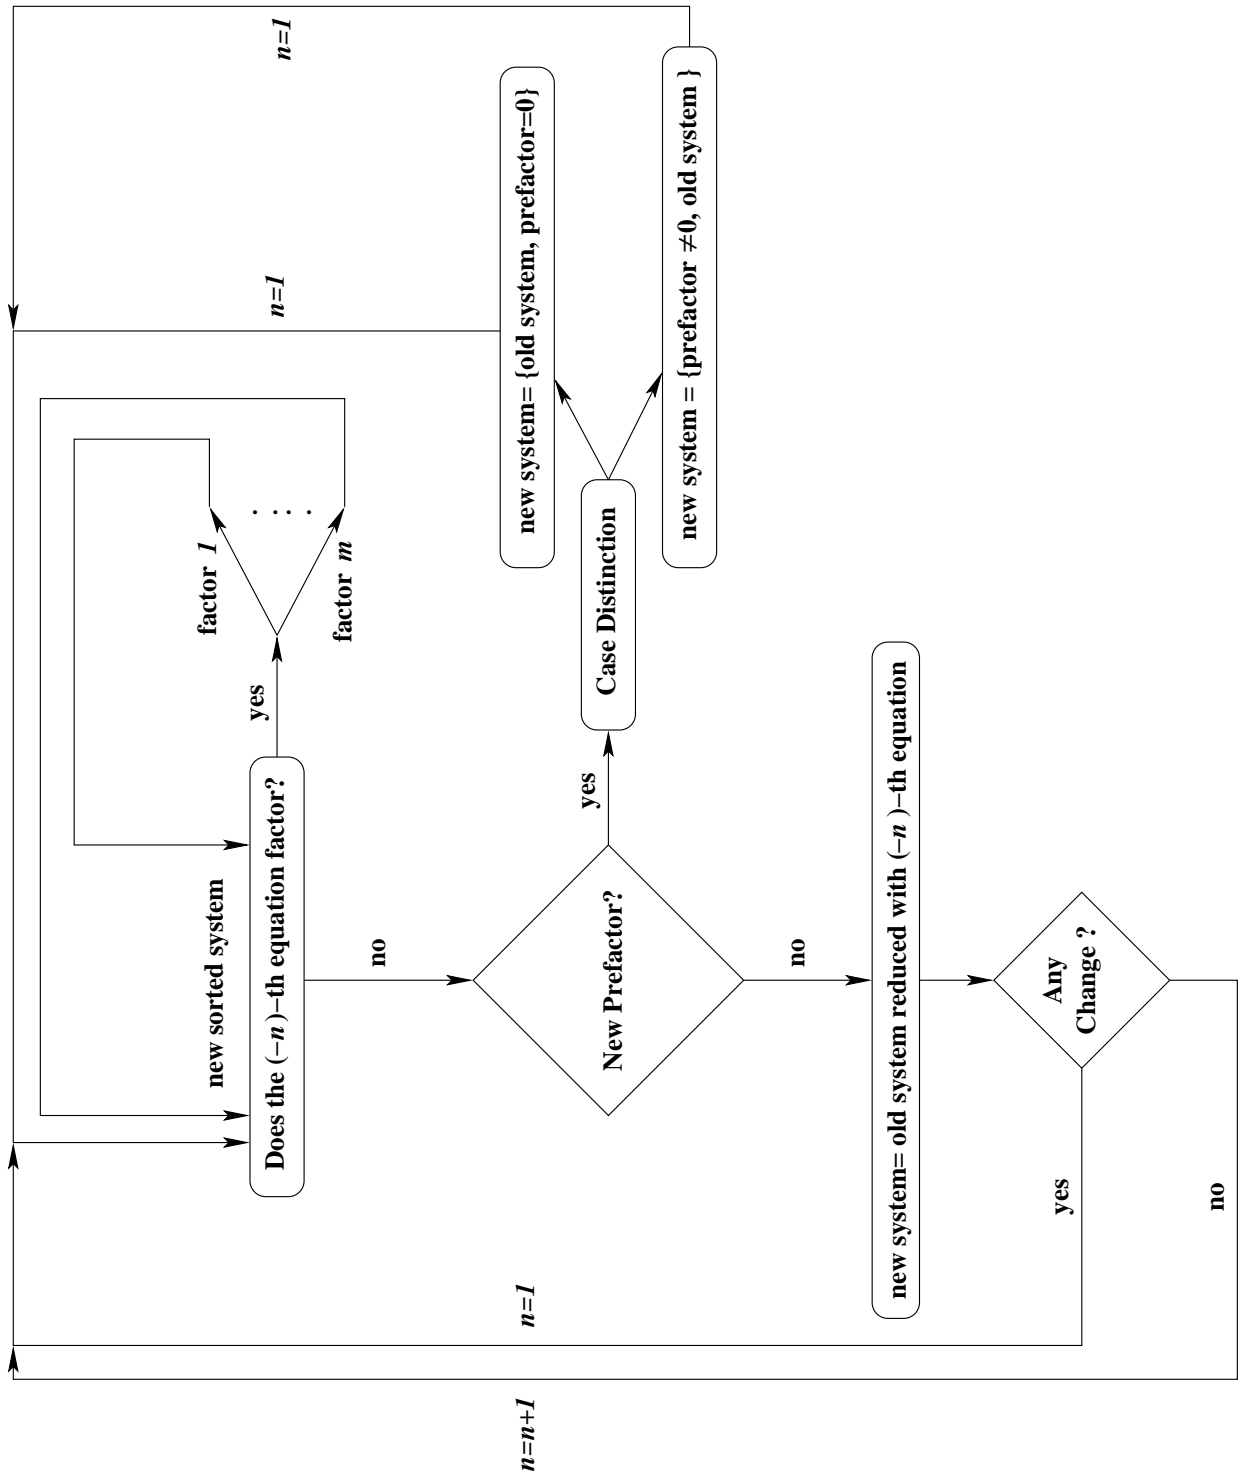 n=1
n=1
new sorted system
Does the (−n)−th equation factor?
yes
factor 1
. . . .
factor m
no
New Prefactor?
yes
Case Distinction
new system= {old system, prefactor=0}
new system = {prefactor ≠0, old system }
no
new system= old system reduced with (−n )−th equation
Any
Change ?
yes
n=1
no
n=n+1